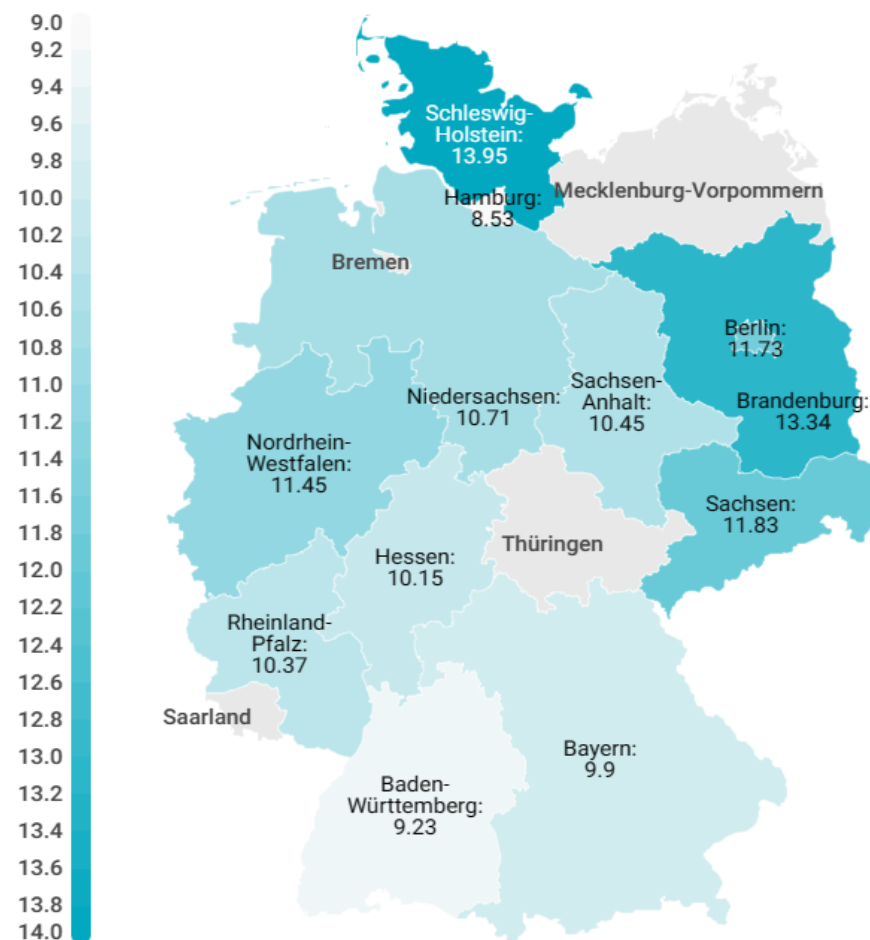 9.0
9.2
9.4
9.6
9.8
10.0
10.2
10.4
10.6
10.8
11.0
11.2
11.4
11.6
11.8
12.0
12.2
12.4
12.6
12.8
13.0
13.2
13.4
13.6
13.8
14.0
Schleswig-
Holstein:
13.95
Hamburg:
8.53
Mecklenburg-Vorpommern
Bremen
Berlin:
11.73
Niedersachsen:
10.71
Sachsen-
Anhalt:
10.45
Brandenburg:
13.34
Nordrhein-
Westfalen:
11.45
Sachsen:
11.83
Thüringen
Hessen:
10.15
Rheinland-
Pfalz:
10.37
Saarland
Bayern:
9.9
Baden-
Württemberg:
9.23